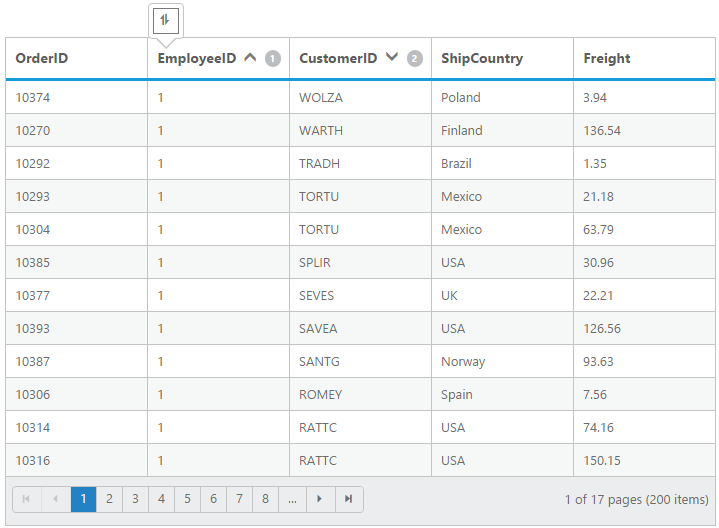 OrderID EmployeeID 1 CustomerID 2 ShipCountry Freight
10374 1 WOLZA Poland 3.94
10270 1 WARTH Finland 136.54
10292 1 TRADH Brazil 1.35
10293 1 TORTU Mexico 21.18
10304 1 TORTU Mexico 63.79
10385 1 SPLIR USA 30.96
10377 1 SEVES UK 22.21
10393 1 SAVEA USA 126.56
10387 1 SANTG Norway 93.63
10306 1 ROMEY Spain 7.56
10314 1 RATTC USA 74.16
10316 1 RATTC USA 150.15
1 2 3 4 5 6 7 8 ... 1 of 17 pages (200 items)